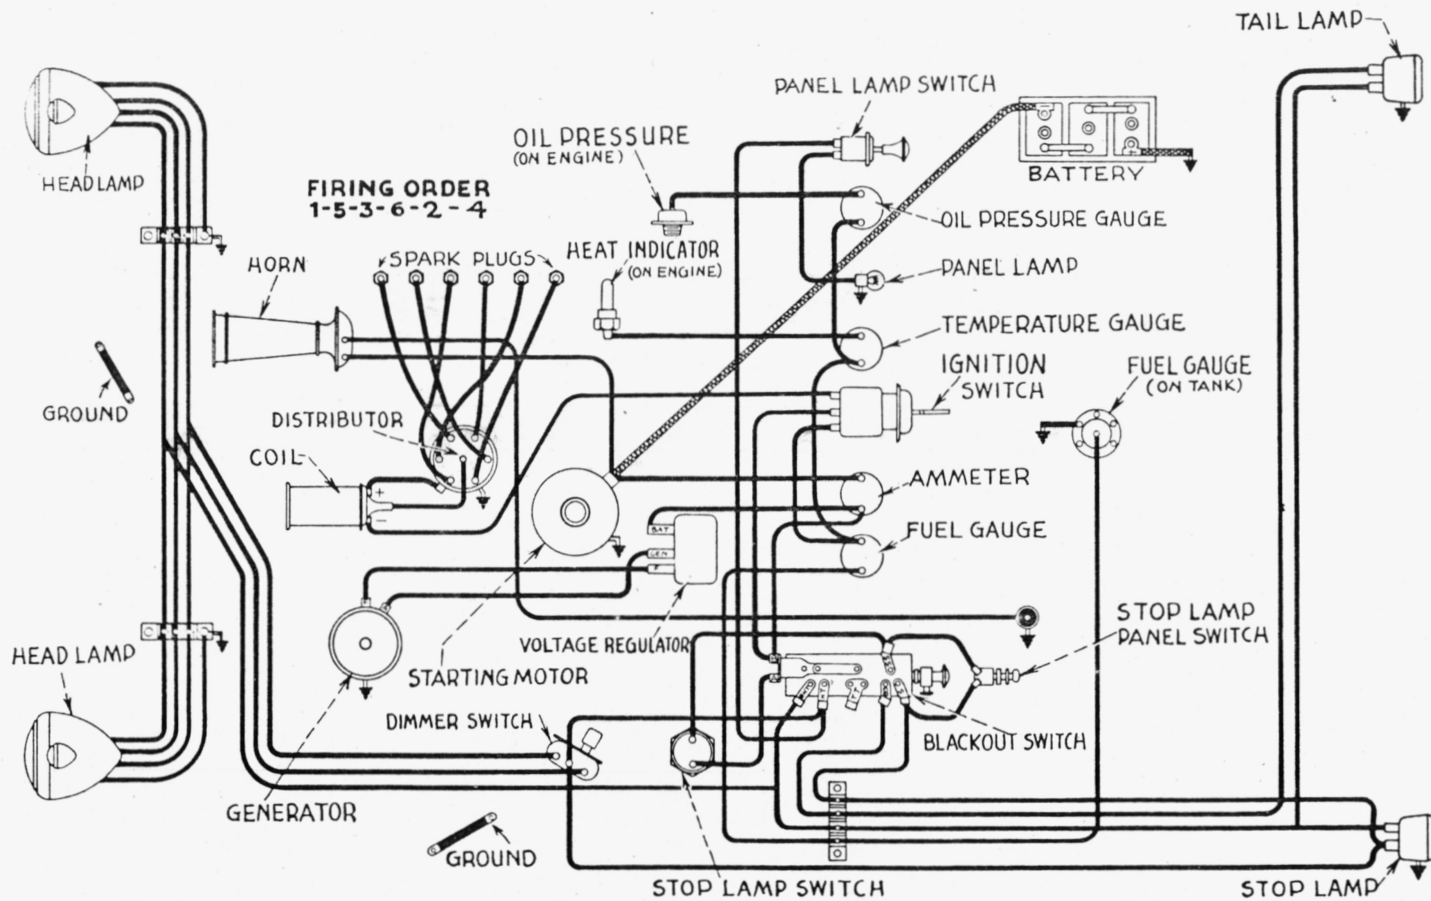 TAIL LAMP
PANEL LAMP SWITCH
OIL PRESSURE
(ON ENGINE)
BATTERY
HEAD LAMP
FIRING ORDER
1-5-3-6-2-4
OIL PRESSURE GAUGE
HORN
SPARK PLUGS
HEAT INDICATOR
(ON ENGINE)
PANEL LAMP
TEMPERATURE GAUGE
IGNITION
SWITCH
FUEL GAUGE
(ON TANK)
GROUND
DISTRIBUTOR
COIL
+
−
AMMETER
BAT
GEN
F
FUEL GAUGE
STOP LAMP
PANEL SWITCH
HEAD LAMP
VOLTAGE REGULATOR
STARTING MOTOR
DIMMER SWITCH
BLACKOUT SWITCH
GENERATOR
GROUND
STOP LAMP SWITCH
STOP LAMP